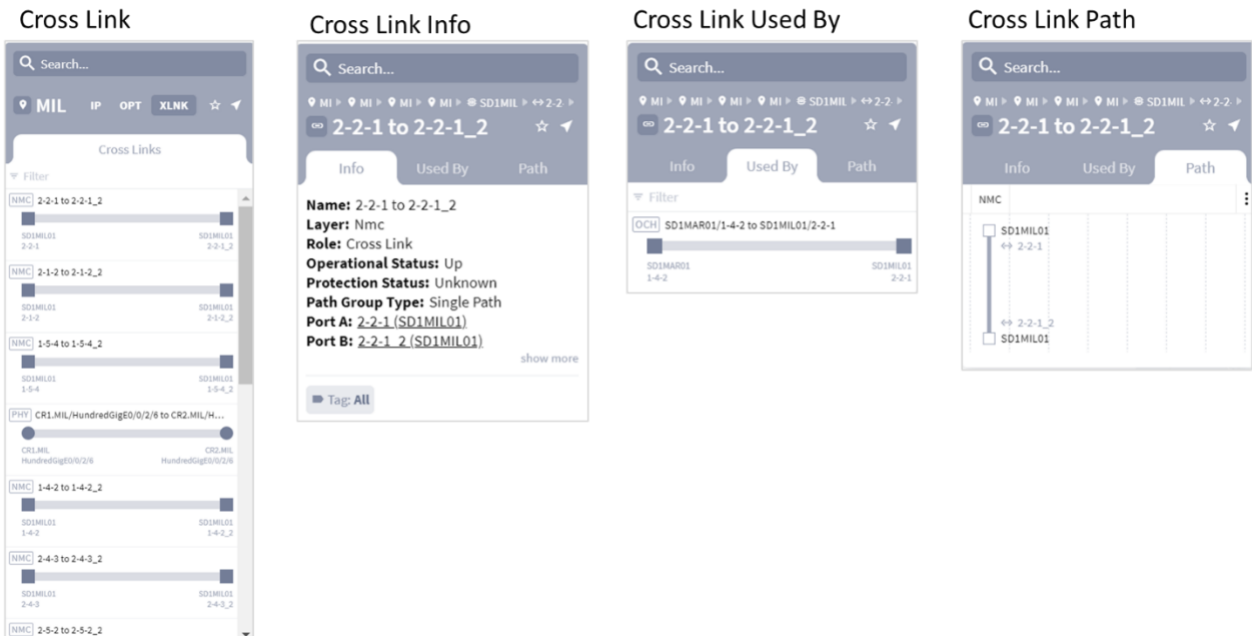 Cross Link
Search...
MIL IP OPT XLNK
Cross Links
Filter
NMC 2-2-1 to 2-2-1_2
SD1MIL01 SD1MIL01
2-2-1 2-2-1_2
NMC 2-1-2 to 2-1-2_2
SD1MIL01 SD1MIL01
2-1-2 2-1-2_2
NMC 1-5-4 to 1-5-4_2
SD1MIL01 SD1MIL01
1-5-4 1-5-4_2
PHY CR1.MIL/HundredGigE0/0/2/6 to CR2.MIL/H...
CR1.MIL CR2.MIL
HundredGigE0/0/2/6 HundredGigE0/0/2/6
NMC 1-4-2 to 1-4-2_2
SD1MIL01 SD1MIL01
1-4-2 1-4-2_2
NMC 2-4-3 to 2-4-3_2
SD1MIL01 SD1MIL01
2-4-3 2-4-3_2
NMC 2-5-2 to 2-5-2_2
Cross Link Info
Search...
MI MI MI MI SD1MIL 2-2-
2-2-1 to 2-2-1_2
Info Used By Path
Name: 2-2-1 to 2-2-1_2
Layer: Nmc
Role: Cross Link
Operational Status: Up
Protection Status: Unknown
Path Group Type: Single Path
Port A: 2-2-1 (SD1MIL01)
Port B: 2-2-1_2 (SD1MIL01)
show more
Tag: All
Cross Link Used By
Search...
MI MI MI MI SD1MIL 2-2-
2-2-1 to 2-2-1_2
Info Used By Path
Filter
OCH SD1MAR01/1-4-2 to SD1MIL01/2-2-1
SD1MAR01 SD1MIL01
1-4-2 2-2-1
Cross Link Path
Search...
MI MI MI MI SD1MIL 2-2-
2-2-1 to 2-2-1_2
Info Used By Path
NMC
SD1MIL01
2-2-1
2-2-1_2
SD1MIL01